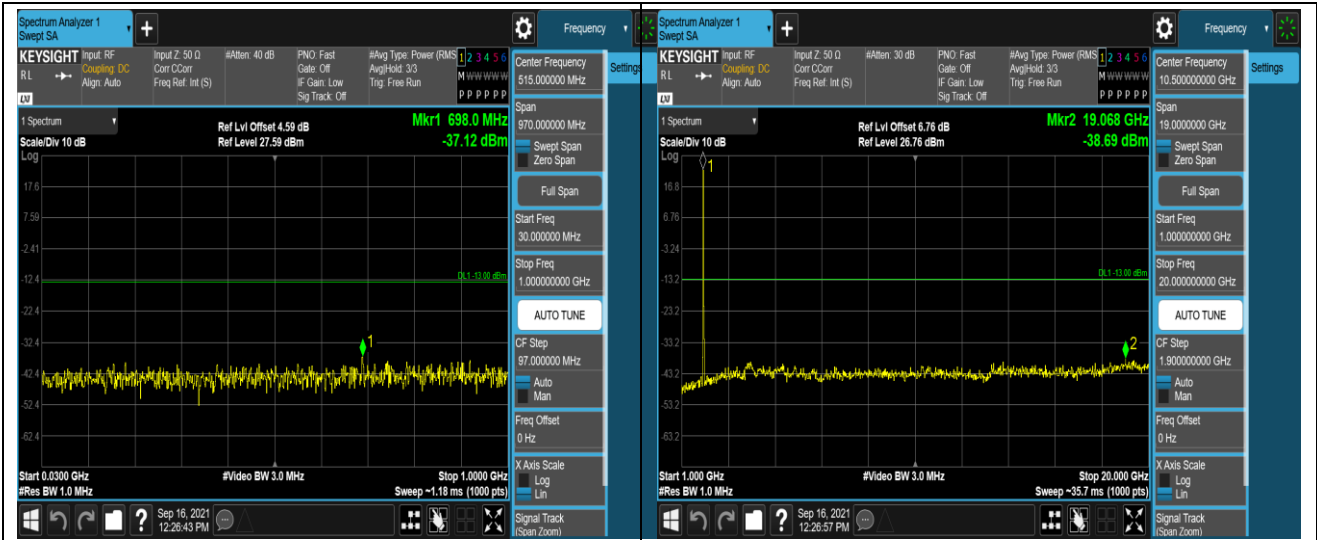 Spectrum Analyzer 1
Swept SA
+
Frequency
KEYSIGHT
Input: RF
Input Z: 50 Ω
#Atten: 40 dB
PNO: Fast
#Avg Type: Power (RMS
1 2 3 4 5 6
RL
Coupling: DC
Corr CCorr
Gate: Off
Avg|Hold: 3/3
M W W W W W
Align: Auto
Freq Ref: Int (S)
IF Gain: Low
Trig: Free Run
Sig Track: Off
P P P P P P
LXI
1 Spectrum
Ref Lvl Offset 4.59 dB
Mkr1 698.0 MHz
Scale/Div 10 dB
Ref Level 27.59 dBm
-37.12 dBm
Log
17.6
7.59
-2.41
-12.4
DL1 -13.00 dBm
-22.4
-32.4
1
-42.4
-52.4
-62.4
Start 0.0300 GHz
#Video BW 3.0 MHz
Stop 1.0000 GHz
#Res BW 1.0 MHz
Sweep ~1.18 ms (1000 pts)
Center Frequency
515.000000 MHz
Settings
Span
970.000000 MHz
Swept Span
Zero Span
Full Span
Start Freq
30.000000 MHz
Stop Freq
1.000000000 GHz
AUTO TUNE
CF Step
97.000000 MHz
Auto
Man
Freq Offset
0 Hz
X Axis Scale
Log
Lin
Signal Track
(Span Zoom)
?
Sep 16, 2021
12:26:43 PM
Spectrum Analyzer 1
Swept SA
+
Frequency
KEYSIGHT
Input: RF
Input Z: 50 Ω
#Atten: 30 dB
PNO: Fast
#Avg Type: Power (RMS
1 2 3 4 5 6
RL
Coupling: DC
Corr CCorr
Gate: Off
Avg|Hold: 3/3
M W W W W W
Align: Auto
Freq Ref: Int (S)
IF Gain: Low
Trig: Free Run
Sig Track: Off
P P P P P P
LXI
1 Spectrum
Ref Lvl Offset 6.76 dB
Mkr2 19.068 GHz
Scale/Div 10 dB
Ref Level 26.76 dBm
-38.69 dBm
Log
1
16.8
6.76
-3.24
-13.2
DL1 -13.00 dBm
-23.2
-33.2
2
-43.2
-53.2
-63.2
Start 1.000 GHz
#Video BW 3.0 MHz
Stop 20.000 GHz
#Res BW 1.0 MHz
Sweep ~35.7 ms (1000 pts)
Center Frequency
10.500000000 GHz
Settings
Span
19.0000000 GHz
Swept Span
Zero Span
Full Span
Start Freq
1.000000000 GHz
Stop Freq
20.000000000 GHz
AUTO TUNE
CF Step
1.900000000 GHz
Auto
Man
Freq Offset
0 Hz
X Axis Scale
Log
Lin
Signal Track
(Span Zoom)
?
Sep 16, 2021
12:26:57 PM